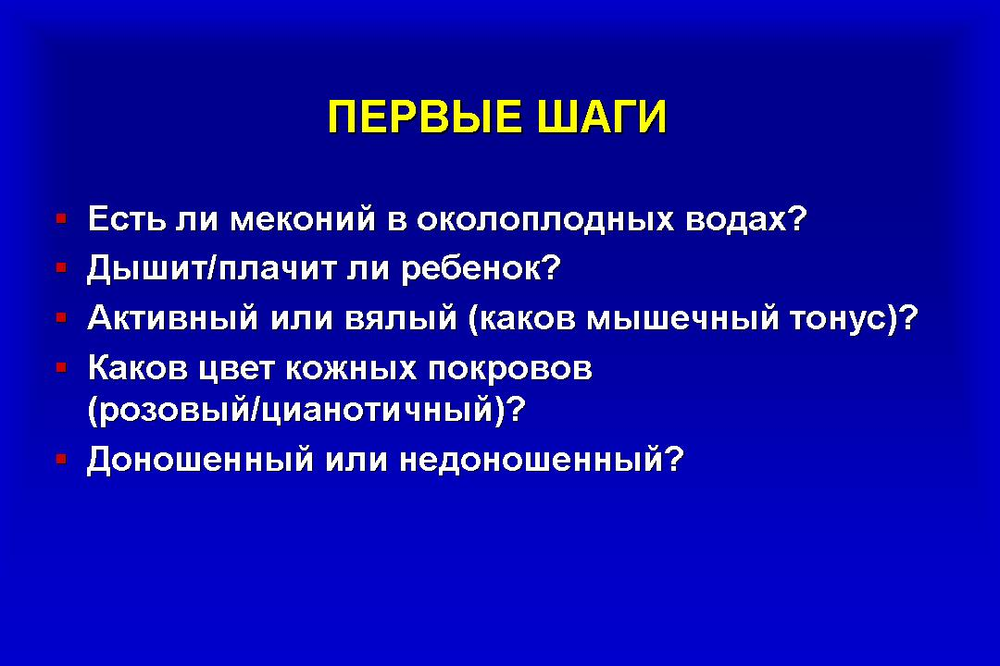 ПЕРВЫЕ ШАГИ
Есть ли меконий в околоплодных водах?
Дышит/плачит ли ребенок?
Активный или вялый (каков мышечный тонус)?
Каков цвет кожных покровов
(розовый/цианотичный)?
Доношенный или недоношенный?